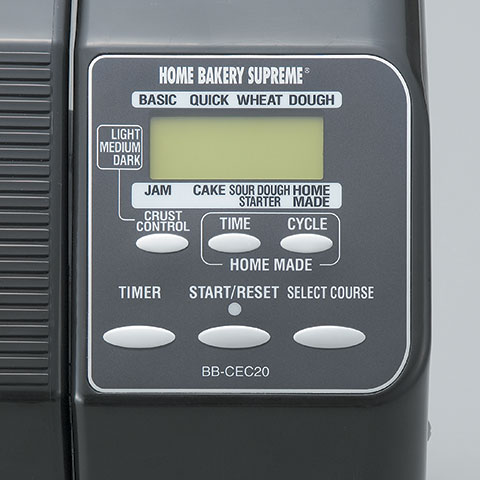 HOME BAKERY SUPREME®
BASIC QUICK WHEAT DOUGH
LIGHT
MEDIUM
DARK
JAM CAKE SOUR DOUGH STARTER HOME MADE
CRUST CONTROL
TIME CYCLE
HOME MADE
TIMER START/RESET SELECT COURSE
BB-CEC20